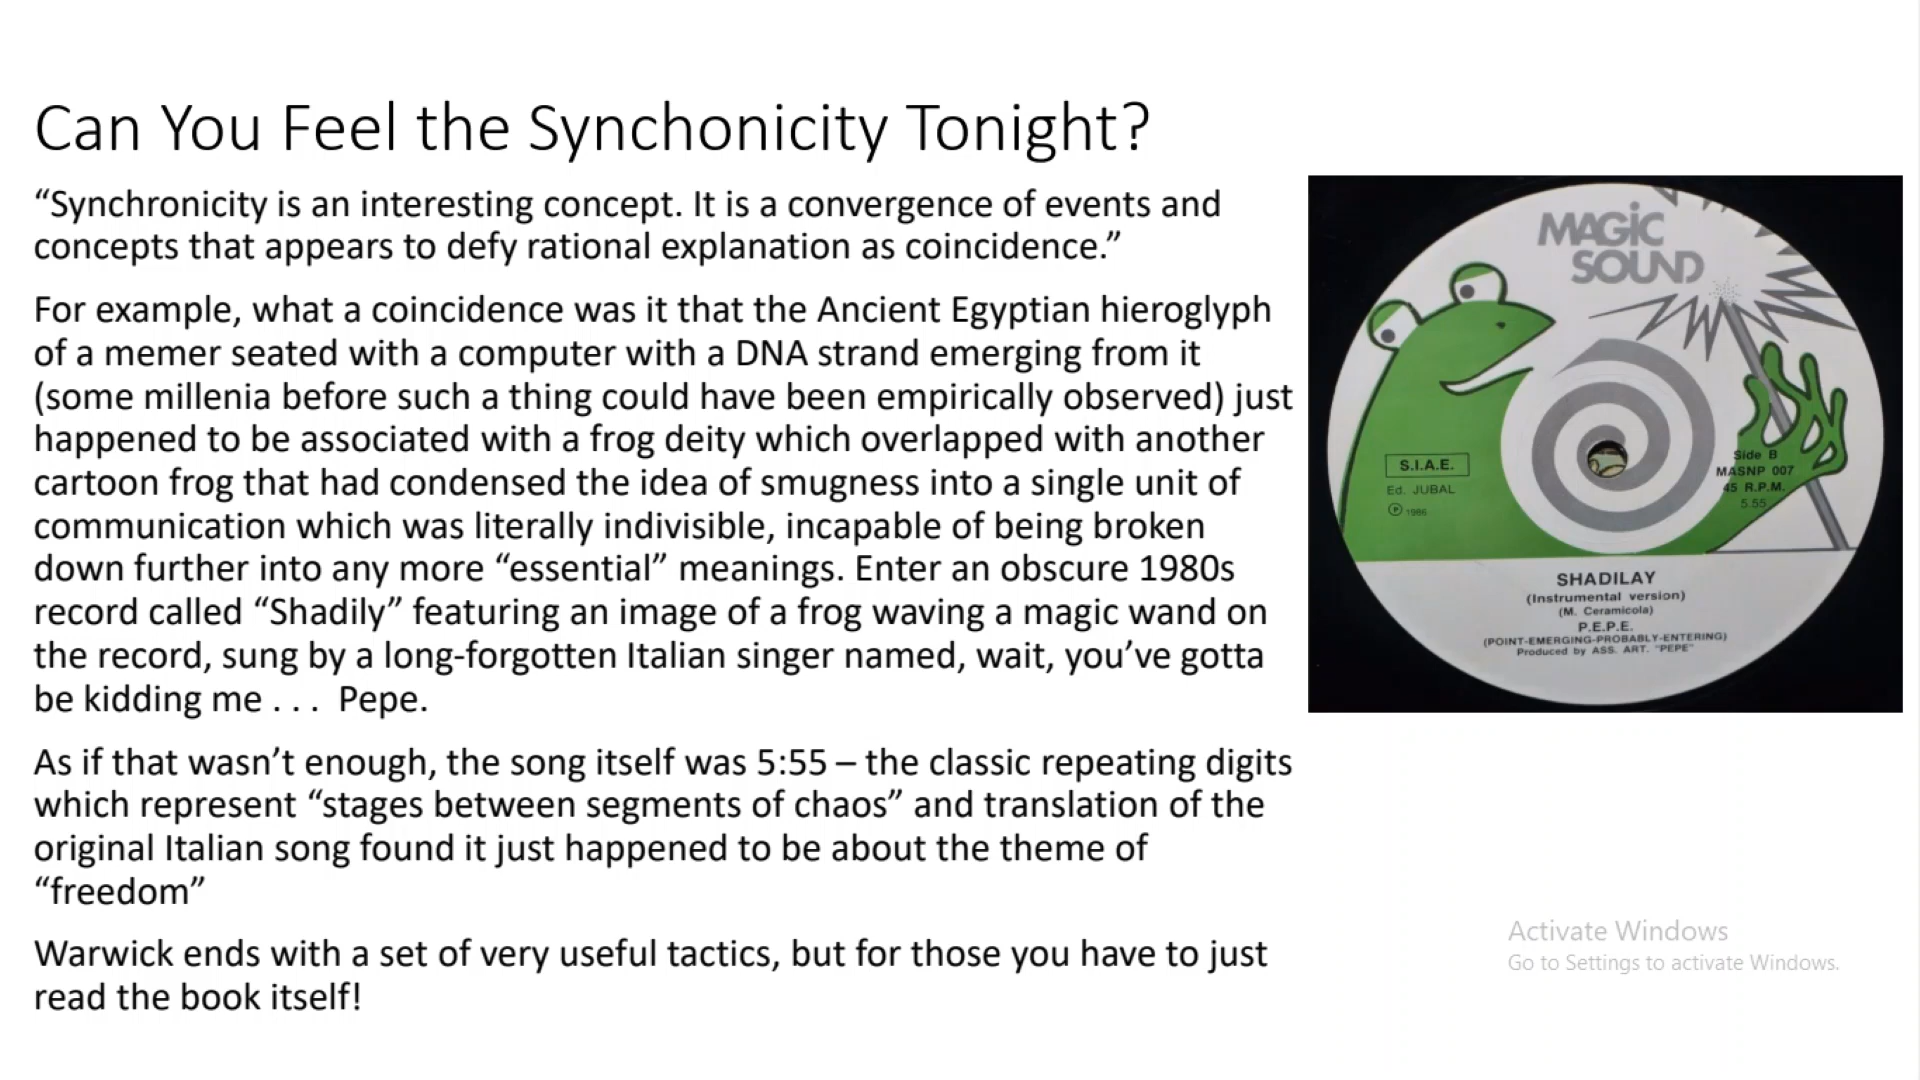 Can You Feel the Synchonicity Tonight?
“Synchronicity is an interesting concept. It is a convergence of events and
concepts that appears to defy rational explanation as coincidence.”
For example, what a coincidence was it that the Ancient Egyptian hieroglyph
of a memer seated with a computer with a DNA strand emerging from it
(some millenia before such a thing could have been empirically observed) just
happened to be associated with a frog deity which overlapped with another
cartoon frog that had condensed the idea of smugness into a single unit of
communication which was literally indivisible, incapable of being broken
down further into any more “essential” meanings. Enter an obscure 1980s
record called “Shadily” featuring an image of a frog waving a magic wand on
the record, sung by a long-forgotten Italian singer named, wait, you’ve gotta
be kidding me . . .  Pepe.
As if that wasn’t enough, the song itself was 5:55 – the classic repeating digits
which represent “stages between segments of chaos” and translation of the
original Italian song found it just happened to be about the theme of
“freedom”
Warwick ends with a set of very useful tactics, but for those you have to just
read the book itself!
MAGiC
SOUND
S.I.A.E.
Ed. JUBAL
Ⓟ 1986
Side B
MASNP 007
45 R.P.M.
5.55
SHADILAY
(Instrumental version)
(M. Ceramicola)
P.E.P.E.
(POINT-EMERGING-PROBABLY-ENTERING)
Produced by ASS. ART. "PEPE"
Activate Windows
Go to Settings to activate Windows.